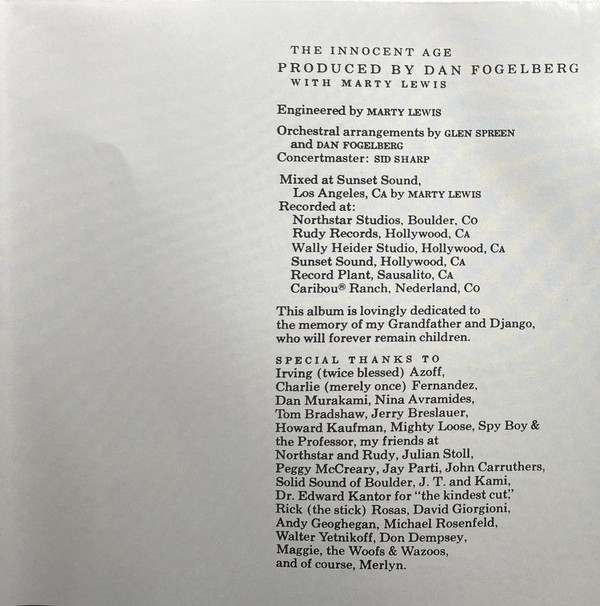 THE INNOCENT AGE
PRODUCED BY DAN FOGELBERG
WITH MARTY LEWIS
Engineered by MARTY LEWIS
Orchestral arrangements by GLEN SPREEN
and DAN FOGELBERG
Concertmaster: SID SHARP
Mixed at Sunset Sound,
Los Angeles, CA by MARTY LEWIS
Recorded at:
Northstar Studios, Boulder, CO
Rudy Records, Hollywood, CA
Wally Heider Studio, Hollywood, CA
Sunset Sound, Hollywood, CA
Record Plant, Sausalito, CA
Caribou® Ranch, Nederland, CO
This album is lovingly dedicated to
the memory of my Grandfather and Django,
who will forever remain children.
SPECIAL THANKS TO
Irving (twice blessed) Azoff,
Charlie (merely once) Fernandez,
Dan Murakami, Nina Avramides,
Tom Bradshaw, Jerry Breslauer,
Howard Kaufman, Mighty Loose, Spy Boy &
the Professor, my friends at
Northstar and Rudy, Julian Stoll,
Peggy McCreary, Jay Parti, John Carruthers,
Solid Sound of Boulder, J. T. and Kami,
Dr. Edward Kantor for "the kindest cut,"
Rick (the stick) Rosas, David Giorgioni,
Andy Geoghegan, Michael Rosenfeld,
Walter Yetnikoff, Don Dempsey,
Maggie, the Woofs & Wazoos,
and of course, Merlyn.